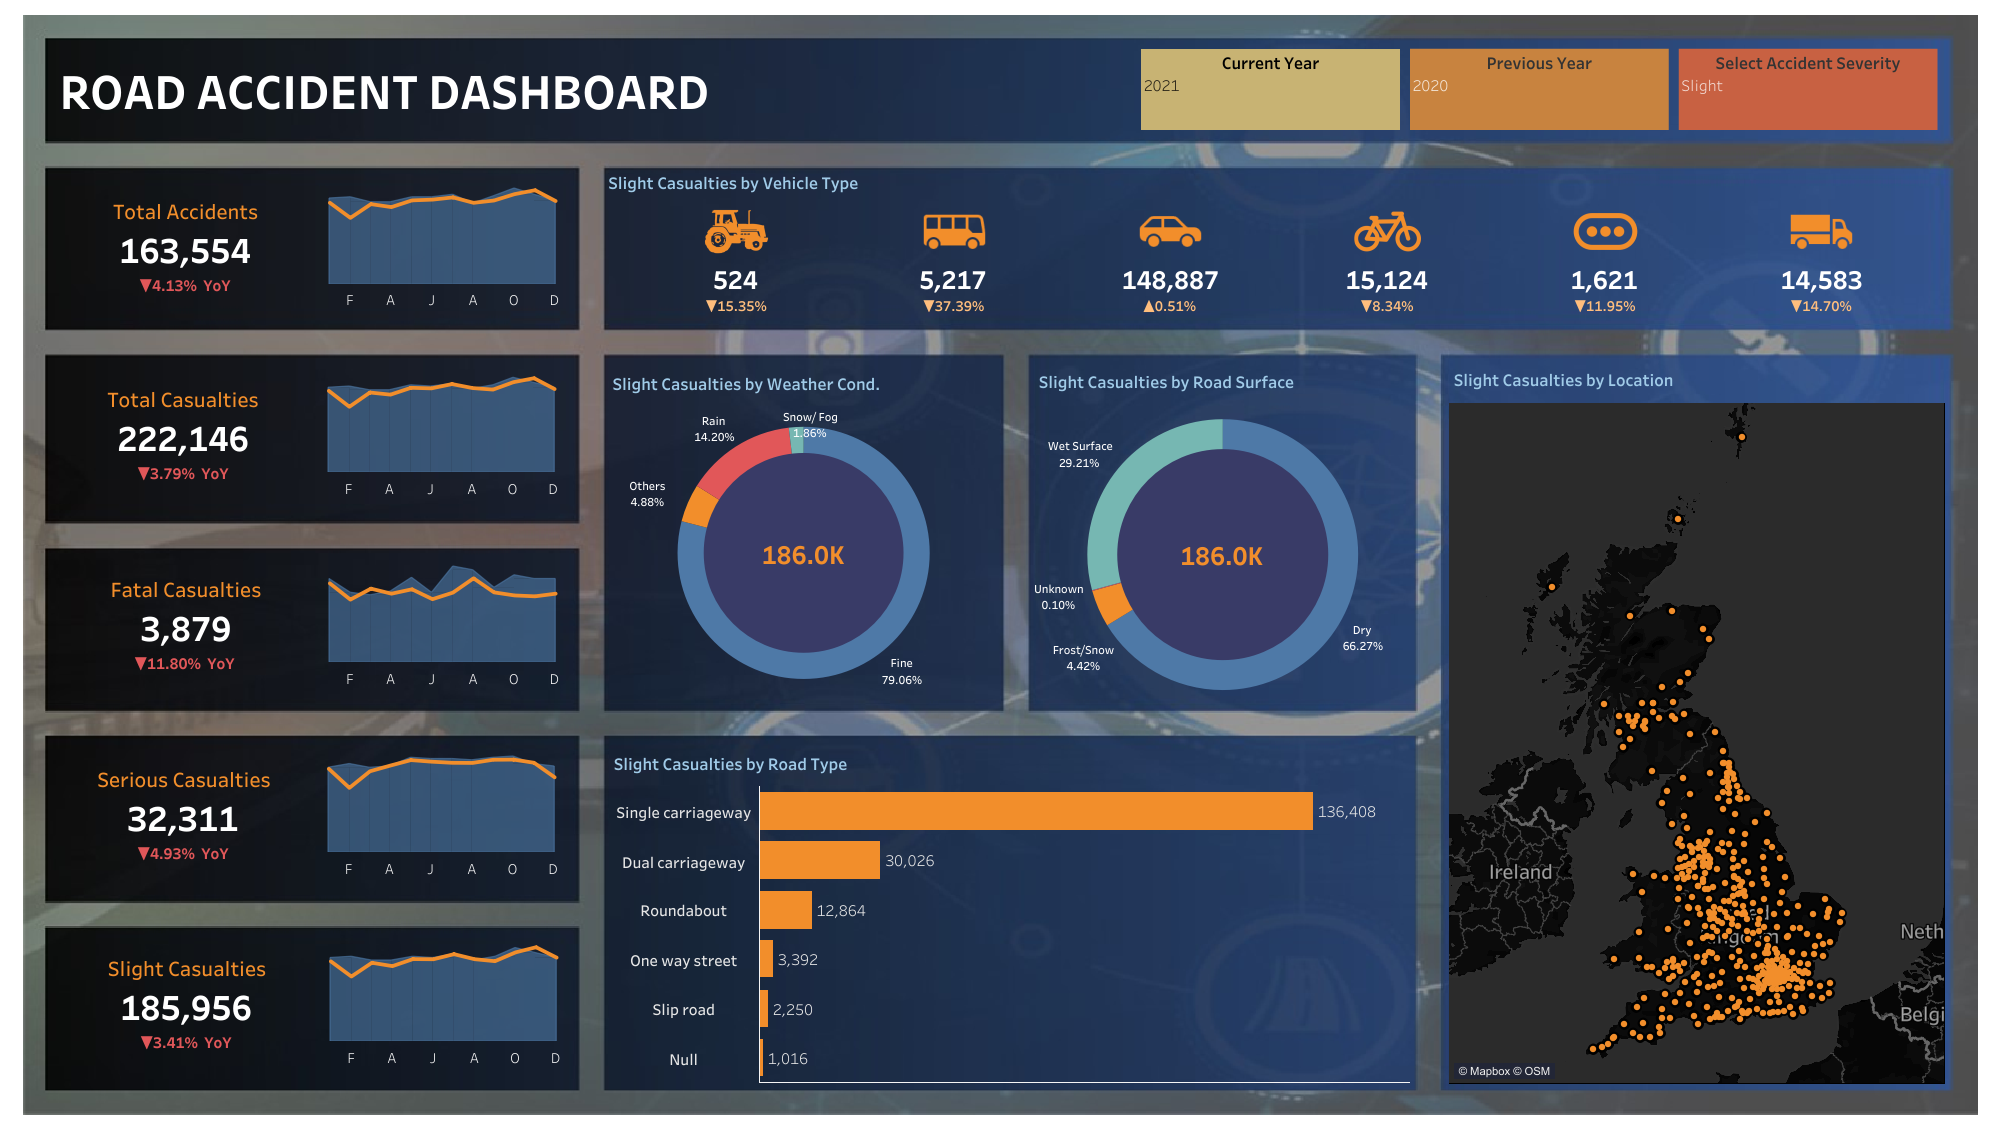 ROAD ACCIDENT DASHBOARD
Current Year
2021
Previous Year
2020
Select Accident Severity
Slight
Total Accidents
163,554
▼4.13% YoY
F A J A O D
Total Casualties
222,146
▼3.79% YoY
F A J A O D
Fatal Casualties
3,879
▼11.80% YoY
F A J A O D
Serious Casualties
32,311
▼4.93% YoY
F A J A O D
Slight Casualties
185,956
▼3.41% YoY
F A J A O D
Slight Casualties by Vehicle Type
524 5,217 148,887 15,124 1,621 14,583
▼15.35% ▼37.39% ▲0.51% ▼8.34% ▼11.95% ▼14.70%
Slight Casualties by Weather Cond.
Snow/ Fog
1.86%
Rain
14.20%
Others
4.88%
186.0K
Fine
79.06%
Slight Casualties by Road Surface
Wet Surface
29.21%
186.0K
Unknown
0.10%
Dry
66.27%
Frost/Snow
4.42%
Slight Casualties by Road Type
Single carriageway 136,408
Dual carriageway 30,026
Roundabout 12,864
One way street 3,392
Slip road 2,250
Null 1,016
Slight Casualties by Location
Ireland
Neth
Belgi
© Mapbox © OSM